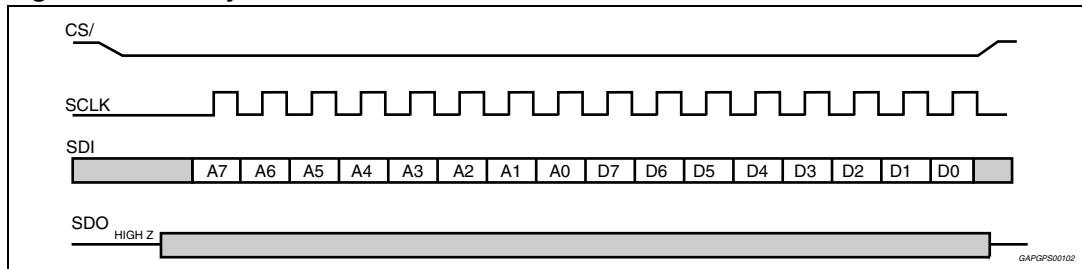 CS/
SCLK
SDI
A7 A6 A5 A4 A3 A2 A1 A0 D7 D6 D5 D4 D3 D2 D1 D0
SDO HIGH Z
GAPGPS00102